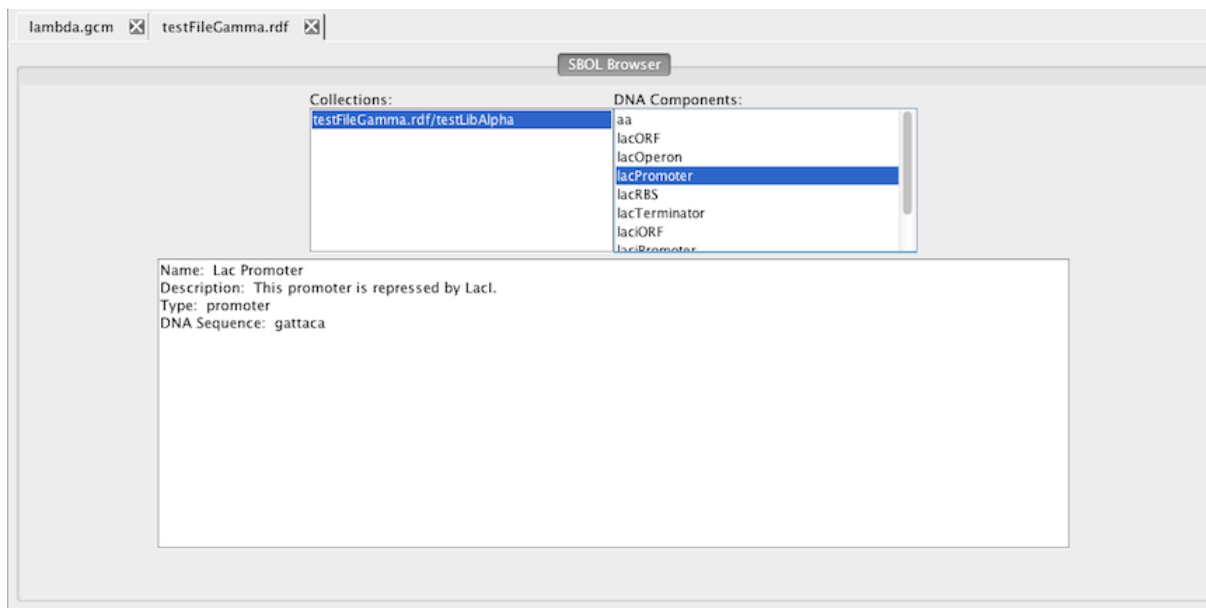 lambda.gcm testFileGamma.rdf
SBOL Browser
Collections:
testFileGamma.rdf/testLibAlpha
DNA Components:
aa
lacORF
lacOperon
lacPromoter
lacRBS
lacTerminator
laciORF
laciPromoter
Name: Lac Promoter
Description: This promoter is repressed by LacI.
Type: promoter
DNA Sequence: gattaca